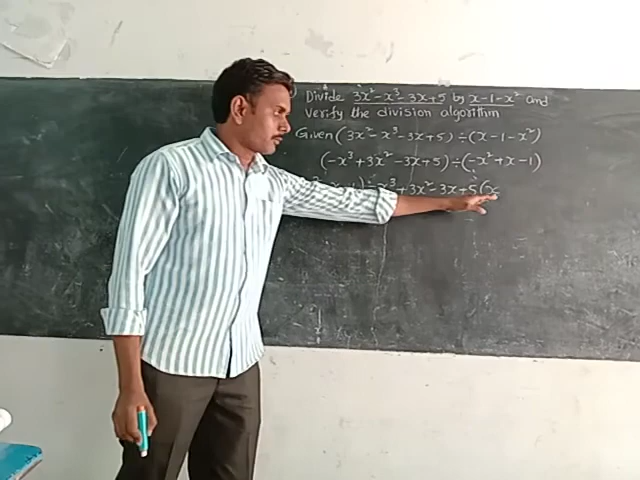 Divide 3x² - x³ - 3x + 5 by x - 1 - x² and
Verify the division algorithm
Given (3x² - x³ - 3x + 5) ÷ (x - 1 - x²)
(-x³ + 3x² - 3x + 5) ÷ (-x² + x - 1)
- x³ + 3x² - 3x + 5 (x